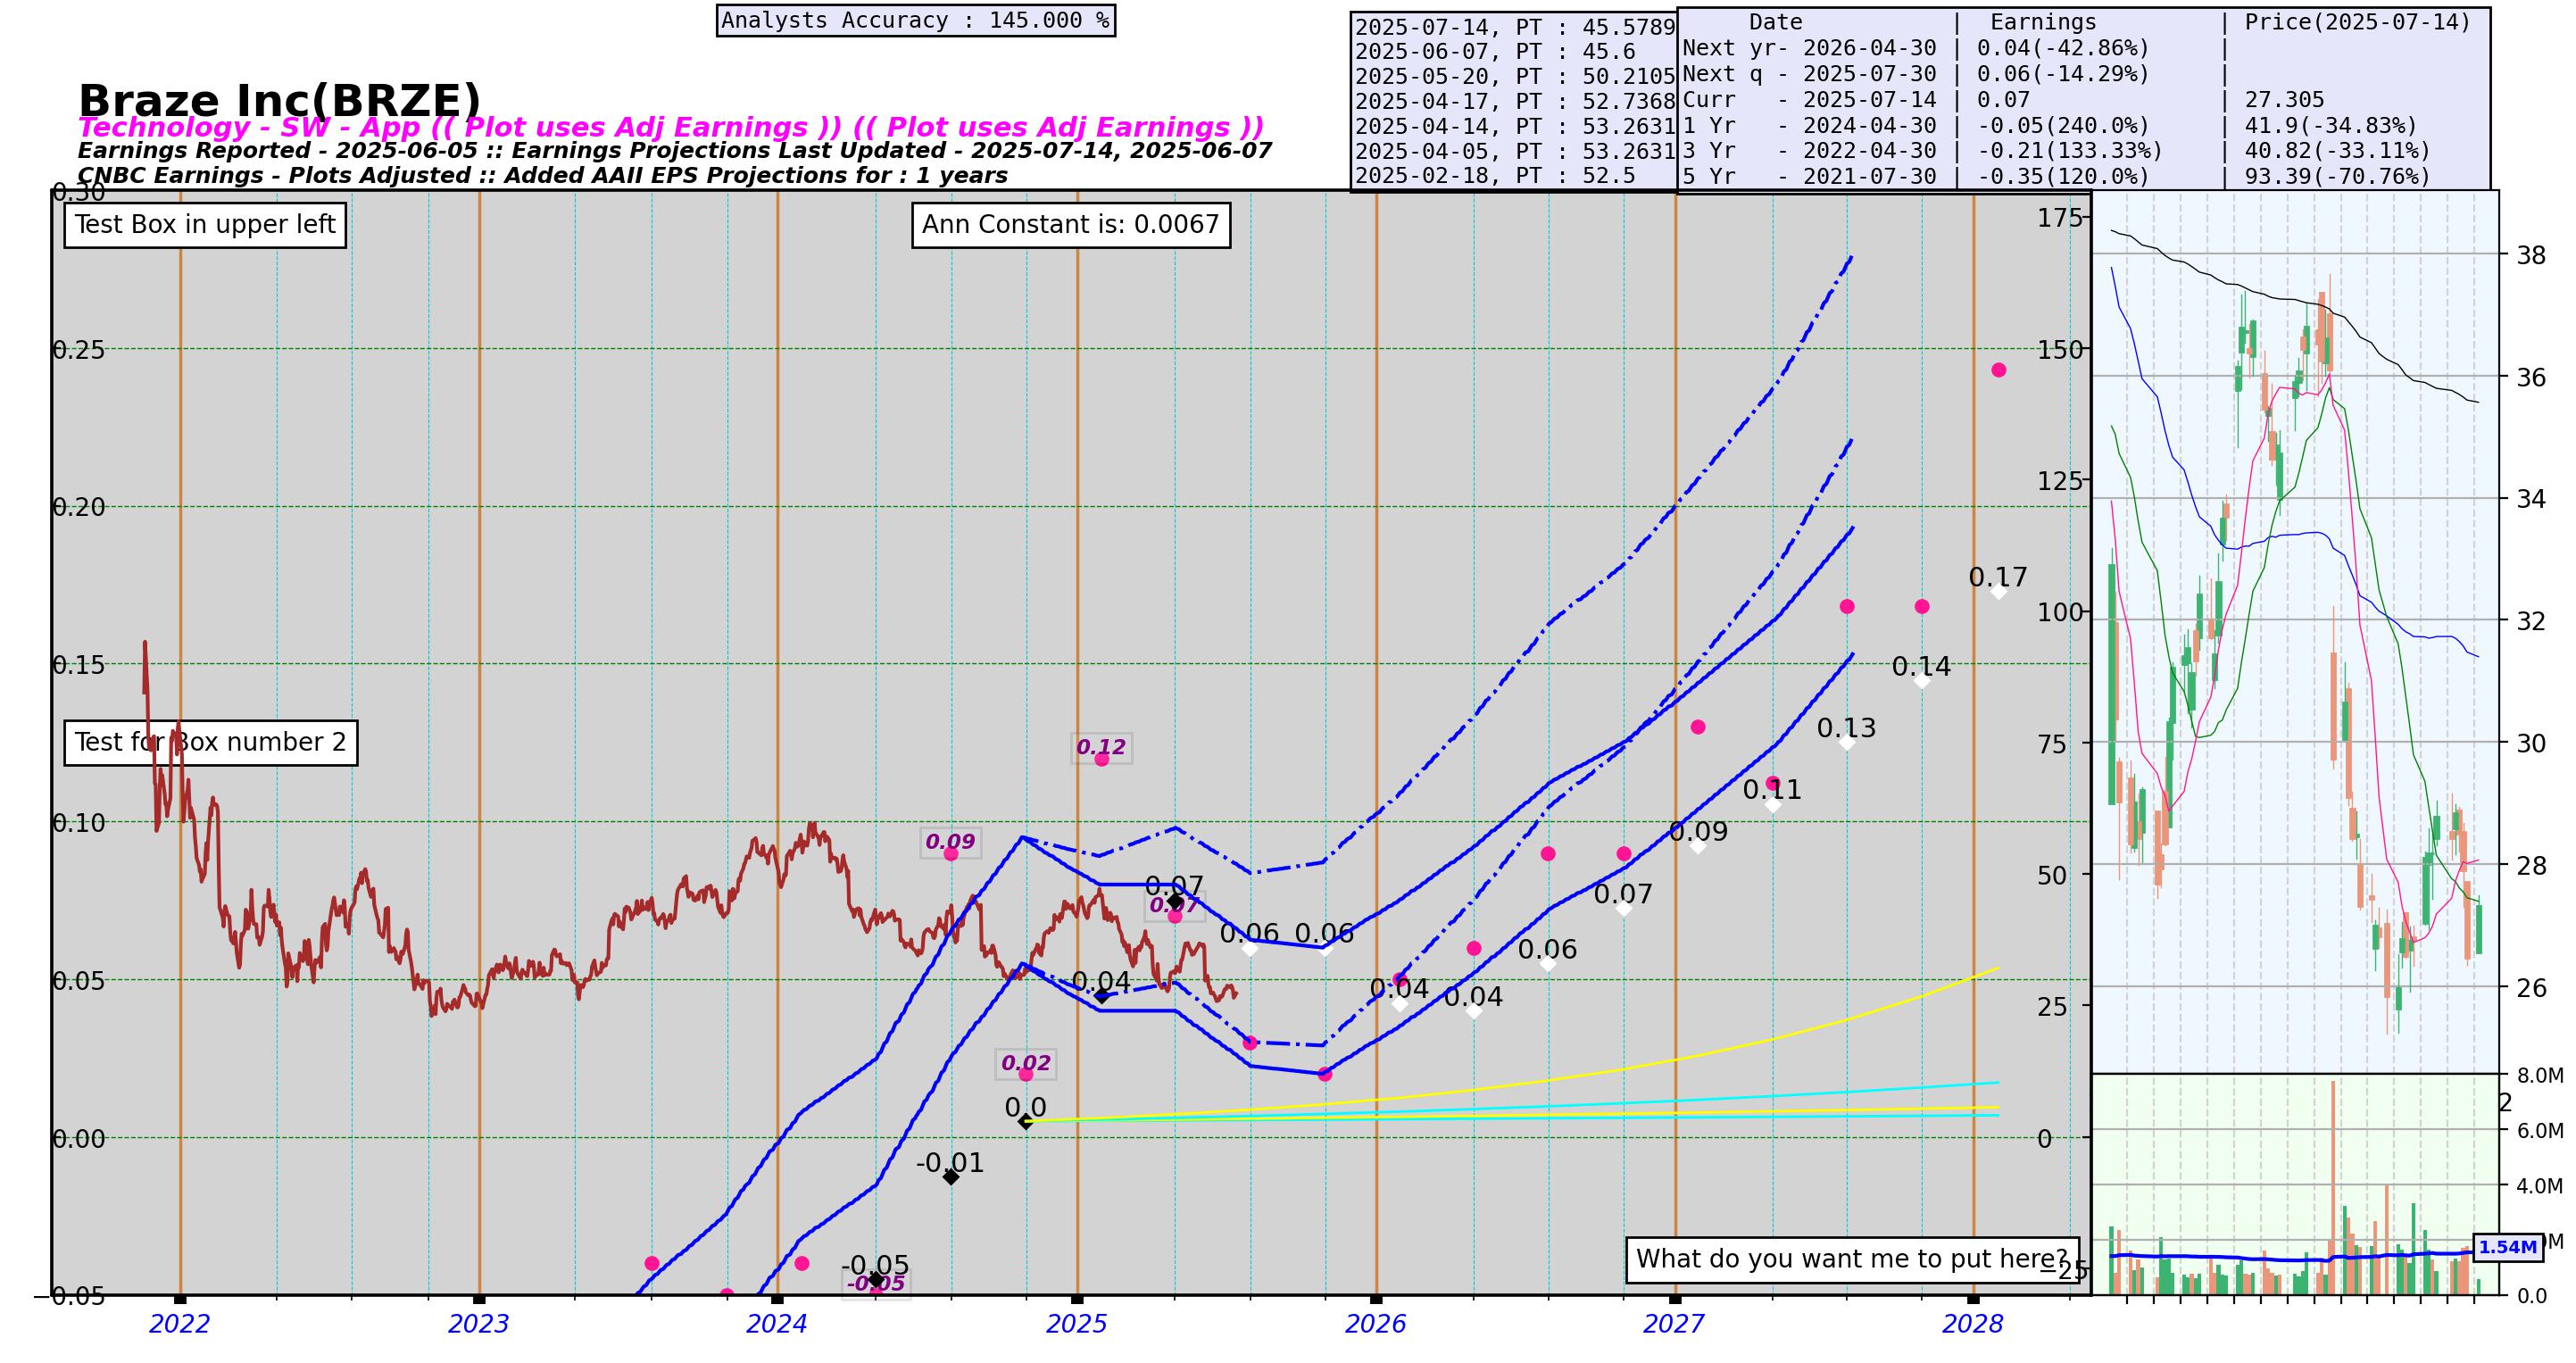 Analysts Accuracy : 145.000 %
2025-07-14, PT : 45.5789
2025-06-07, PT : 45.6
2025-05-20, PT : 50.2105
2025-04-17, PT : 52.7368
2025-04-14, PT : 53.2631
2025-04-05, PT : 53.2631
2025-02-18, PT : 52.5
Date | Earnings | Price(2025-07-14)
Next yr- 2026-04-30 | 0.04(-42.86%) |
Next q - 2025-07-30 | 0.06(-14.29%) |
Curr - 2025-07-14 | 0.07 | 27.305
1 Yr - 2024-04-30 | -0.05(240.0%) | 41.9(-34.83%)
3 Yr - 2022-04-30 | -0.21(133.33%) | 40.82(-33.11%)
5 Yr - 2021-07-30 | -0.35(120.0%) | 93.39(-70.76%)
Braze Inc(BRZE)
Technology - SW - App (( Plot uses Adj Earnings )) (( Plot uses Adj Earnings ))
Earnings Reported - 2025-06-05 :: Earnings Projections Last Updated - 2025-07-14, 2025-06-07
CNBC Earnings - Plots Adjusted :: Added AAII EPS Projections for : 1 years
0.30
0.25
0.20
0.15
0.10
0.05
0.00
−0.05
Test Box in upper left
Ann Constant is: 0.0067
Test for Box number 2
What do you want me to put here?
0.12
0.09
0.07
0.07
0.02
-0.05
-0.05
-0.01
0.0
0.04
0.06
0.06
0.04
0.04
0.06
0.07
0.09
0.11
0.13
0.14
0.17
175
150
125
100
75
50
25
0
−25
38
36
34
32
30
28
26
8.0M
2
6.0M
4.0M
1.54M
0.0
2022
2023
2024
2025
2026
2027
2028